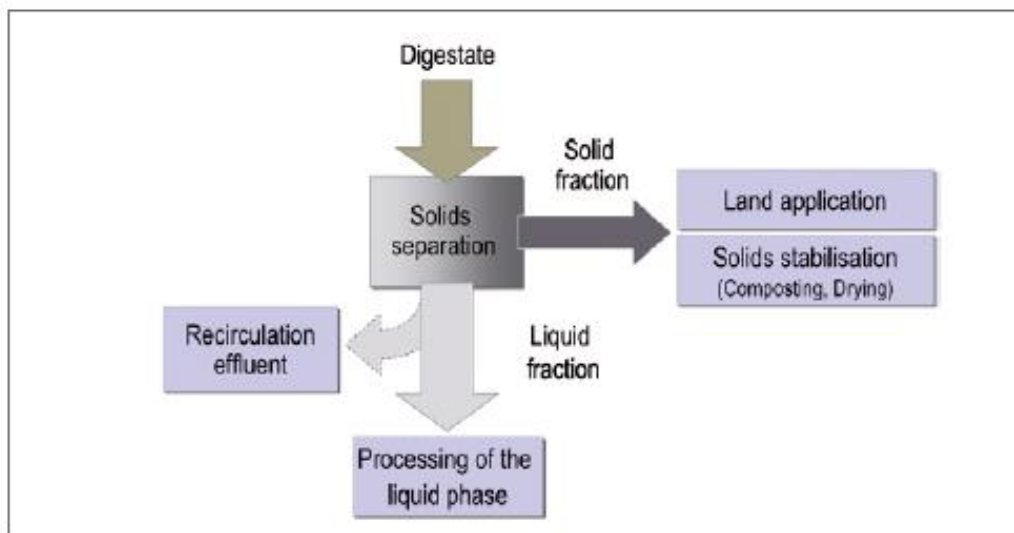 Digestate
Solids
separation
Solid
fraction
Land application
Solids stabilisation
(Composting, Drying)
Recirculation
effluent
Liquid
fraction
Processing of the
liquid phase